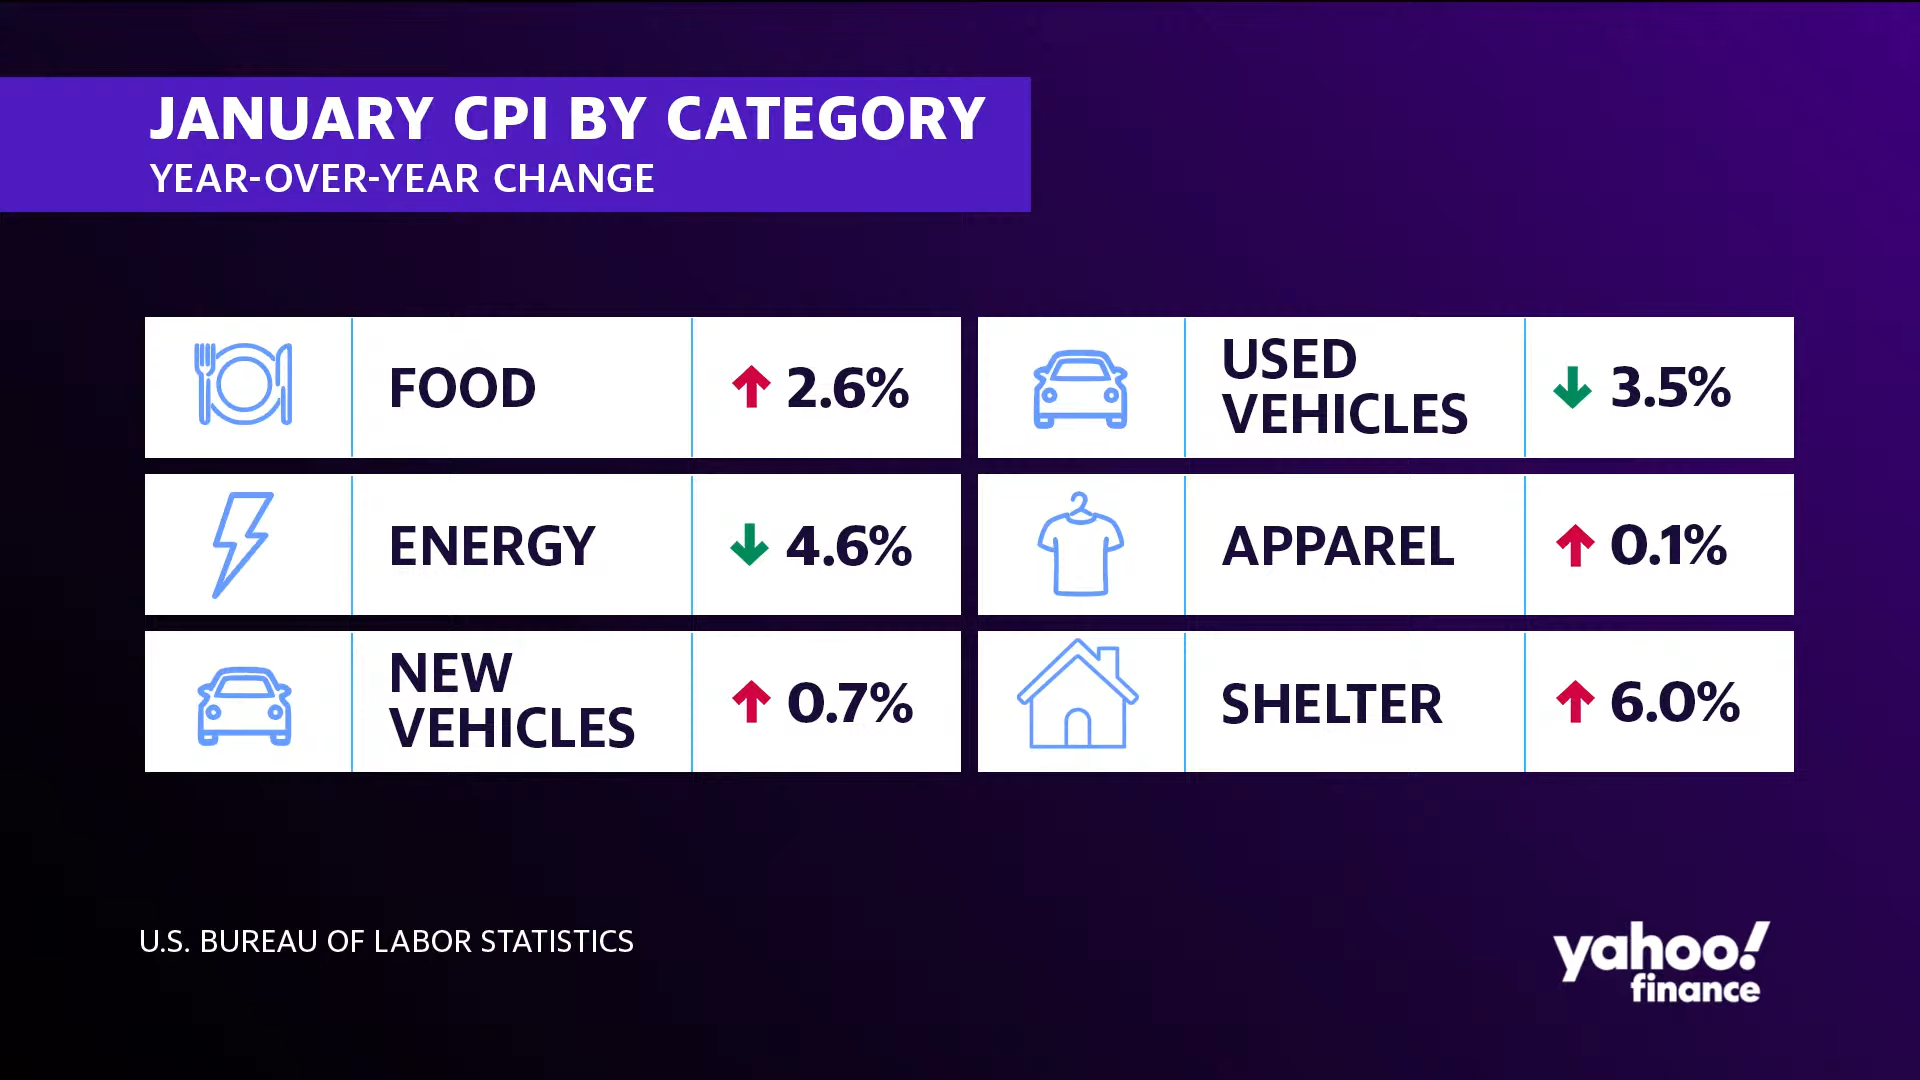 JANUARY CPI BY CATEGORY
YEAR-OVER-YEAR CHANGE
FOOD
2.6%
ENERGY
4.6%
NEW
VEHICLES
0.7%
USED
VEHICLES
3.5%
APPAREL
0.1%
SHELTER
6.0%
U.S. BUREAU OF LABOR STATISTICS
yahoo!
finance